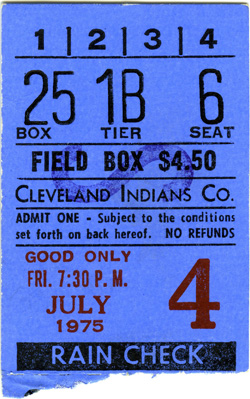 1 | 2 | 3 | 4
25 1B 6
BOX TIER SEAT
FIELD BOX $4.50
CLEVELAND INDIANS CO.
ADMIT ONE - Subject to the conditions
set forth on back hereof. NO REFUNDS
GOOD ONLY
FRI. 7:30 P. M.
JULY 4
1975
RAIN CHECK